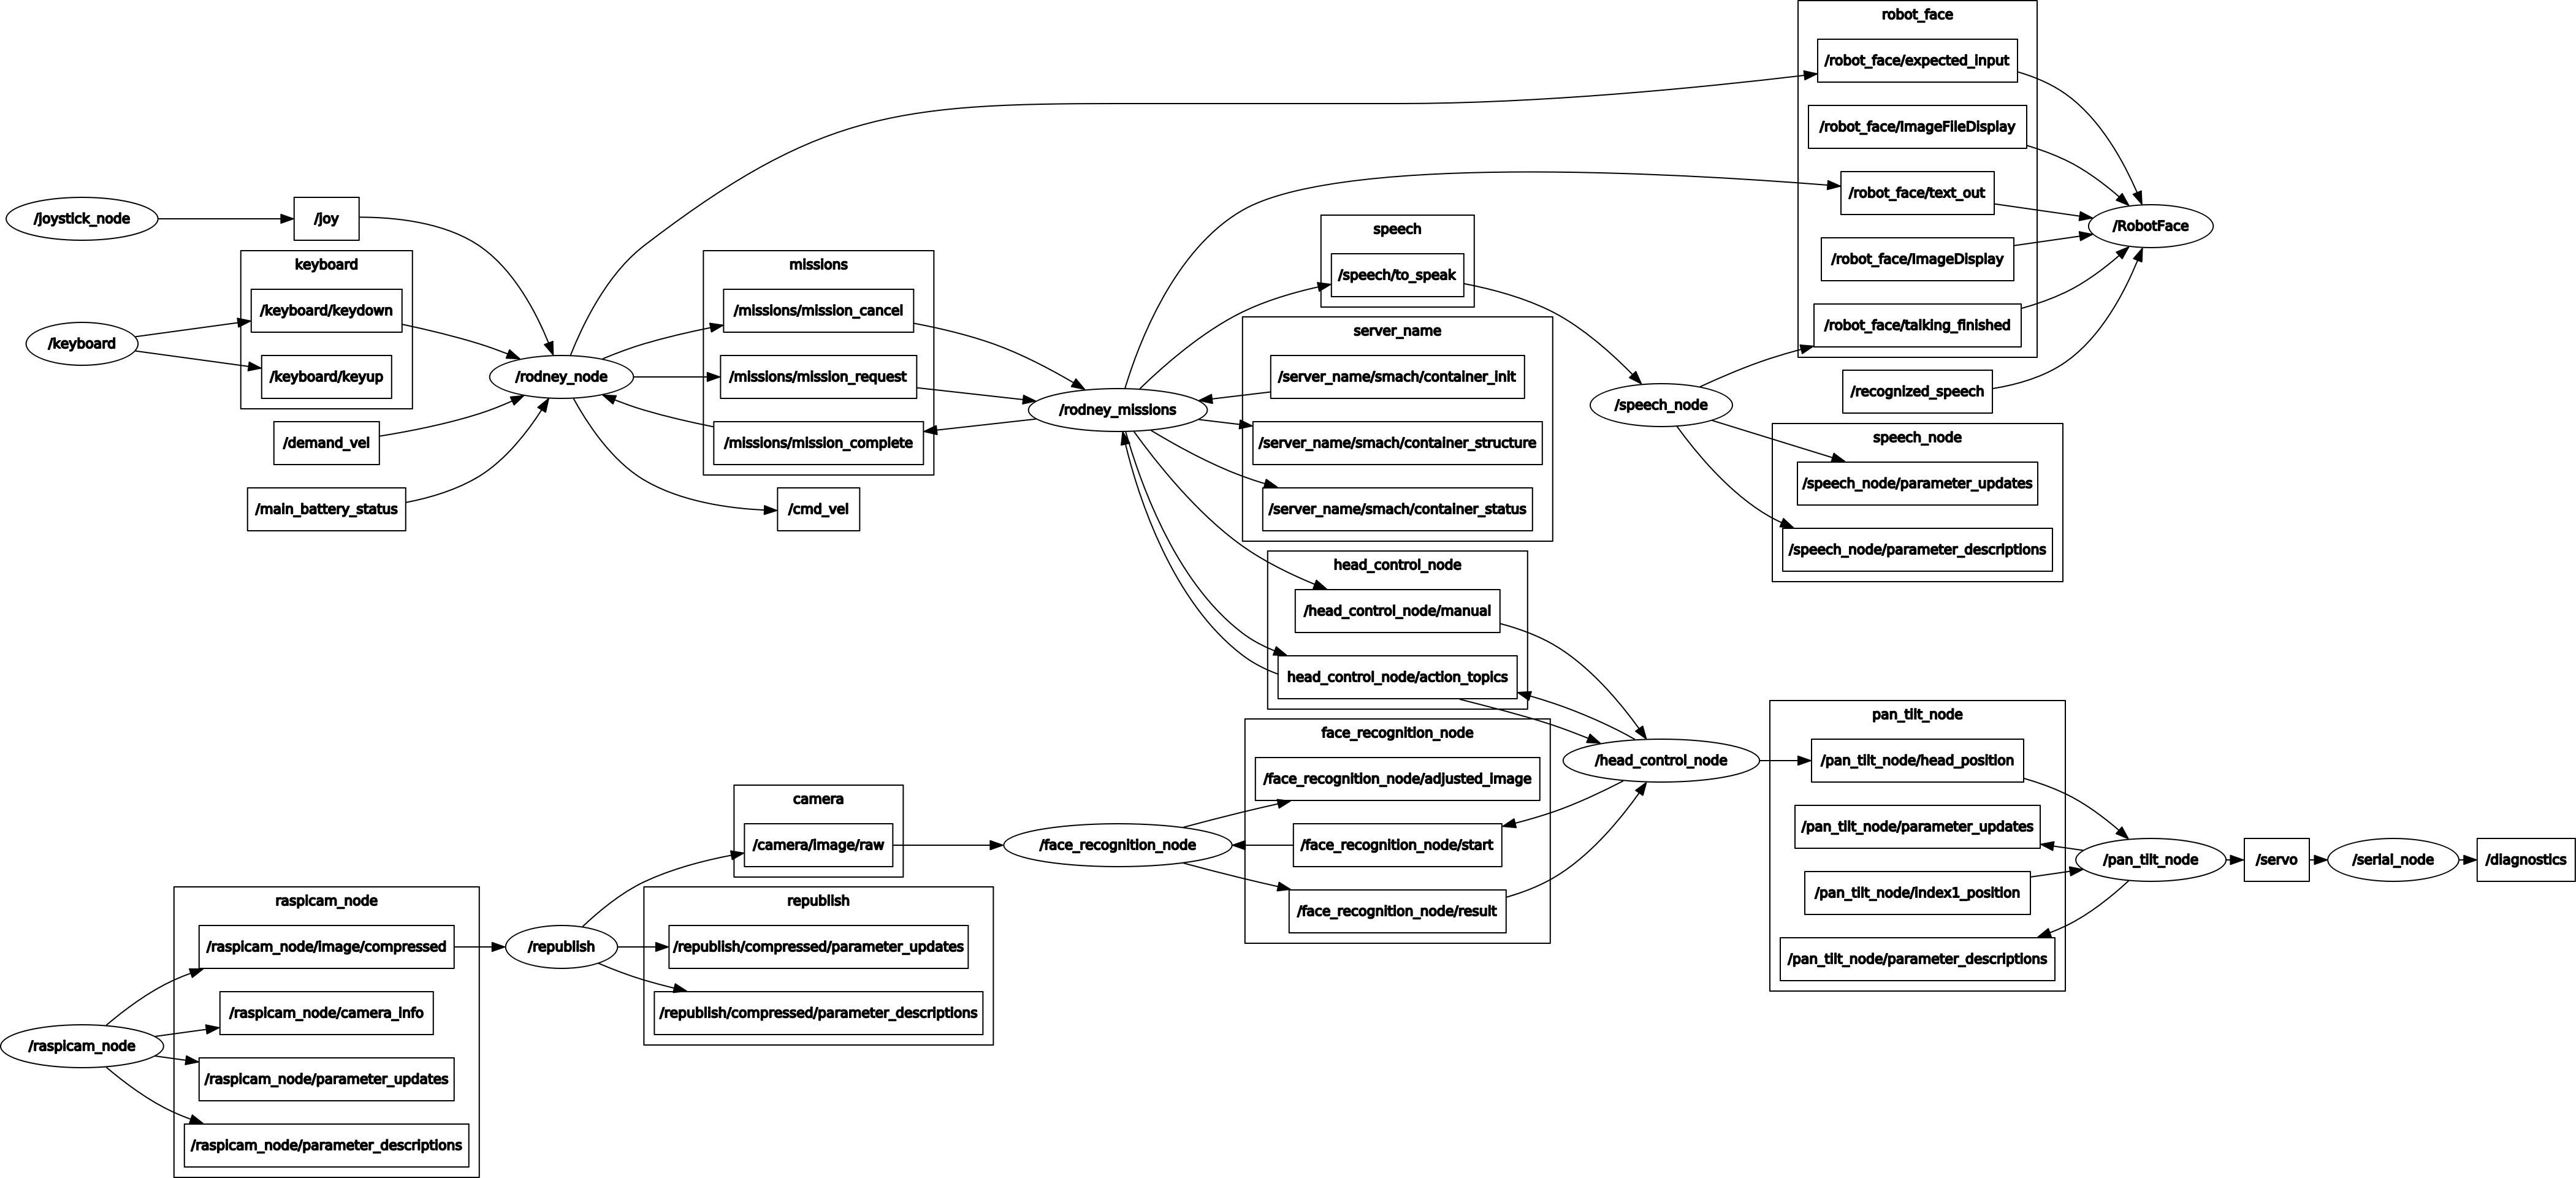 robot_face
/robot_face/expected_input
/robot_face/ImageFileDisplay
/robot_face/text_out
/robot_face/ImageDisplay
/robot_face/talking_finished
/RobotFace
/recognized_speech
/joystick_node
/joy
keyboard
/keyboard/keydown
/keyboard/keyup
/keyboard
/demand_vel
/main_battery_status
/rodney_node
missions
/missions/mission_cancel
/missions/mission_request
/missions/mission_complete
/cmd_vel
/rodney_missions
speech
/speech/to_speak
server_name
/server_name/smach/container_init
/server_name/smach/container_structure
/server_name/smach/container_status
/speech_node
speech_node
/speech_node/parameter_updates
/speech_node/parameter_descriptions
head_control_node
/head_control_node/manual
head_control_node/action_topics
/head_control_node
face_recognition_node
/face_recognition_node/adjusted_image
/face_recognition_node/start
/face_recognition_node/result
/face_recognition_node
pan_tilt_node
/pan_tilt_node/head_position
/pan_tilt_node/parameter_updates
/pan_tilt_node/index1_position
/pan_tilt_node/parameter_descriptions
/pan_tilt_node
/servo
/serial_node
/diagnostics
camera
/camera/image/raw
republish
/republish/compressed/parameter_updates
/republish/compressed/parameter_descriptions
/republish
raspicam_node
/raspicam_node/image/compressed
/raspicam_node/camera_info
/raspicam_node/parameter_updates
/raspicam_node/parameter_descriptions
/raspicam_node